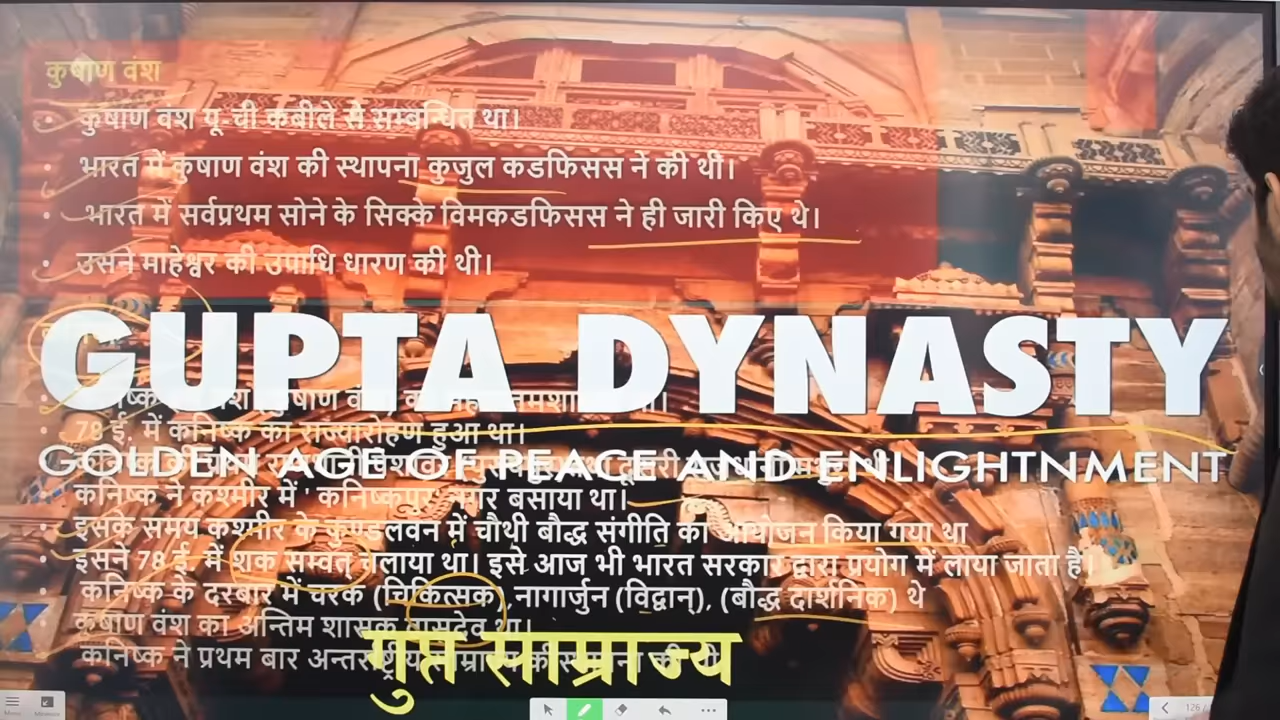 कुषाण वंश
• कुषाण वंश यू-ची कबीले से सम्बन्धित था।
• भारत में कुषाण वंश की स्थापना कुजुल कडफिसस ने की थी।
• भारत में सर्वप्रथम सोने के सिक्के विमकडफिसस ने ही जारी किए थे।
• उसने माहेश्वर की उपाधि धारण की थी।
GUPTA DYNASTY
• 78 ई. में कनिष्क का राज्यारोहण हुआ था।
GOLDEN AGE OF PEACE AND ENLIGHTNMENT
• कनिष्क ने कश्मीर में ' कनिष्कपुर' नगर बसाया था।
• इसके समय कश्मीर के कुण्डलवन में चौथी बौद्ध संगीति का आयोजन किया गया था
• इसने 78 ई. में शक सम्वत् चलाया था। इसे आज भी भारत सरकार द्वारा प्रयोग में लाया जाता है।
• कनिष्क के दरबार में चरक (चिकित्सक),नागार्जुन (विद्वान्), (बौद्ध दार्शनिक) थे
• कुषाण वंश का अन्तिम शासक वासुदेव था।
कनिष्क ने प्रथम बार अन्तर्राष्ट्रीय
गुप्त साम्राज्य
126 /